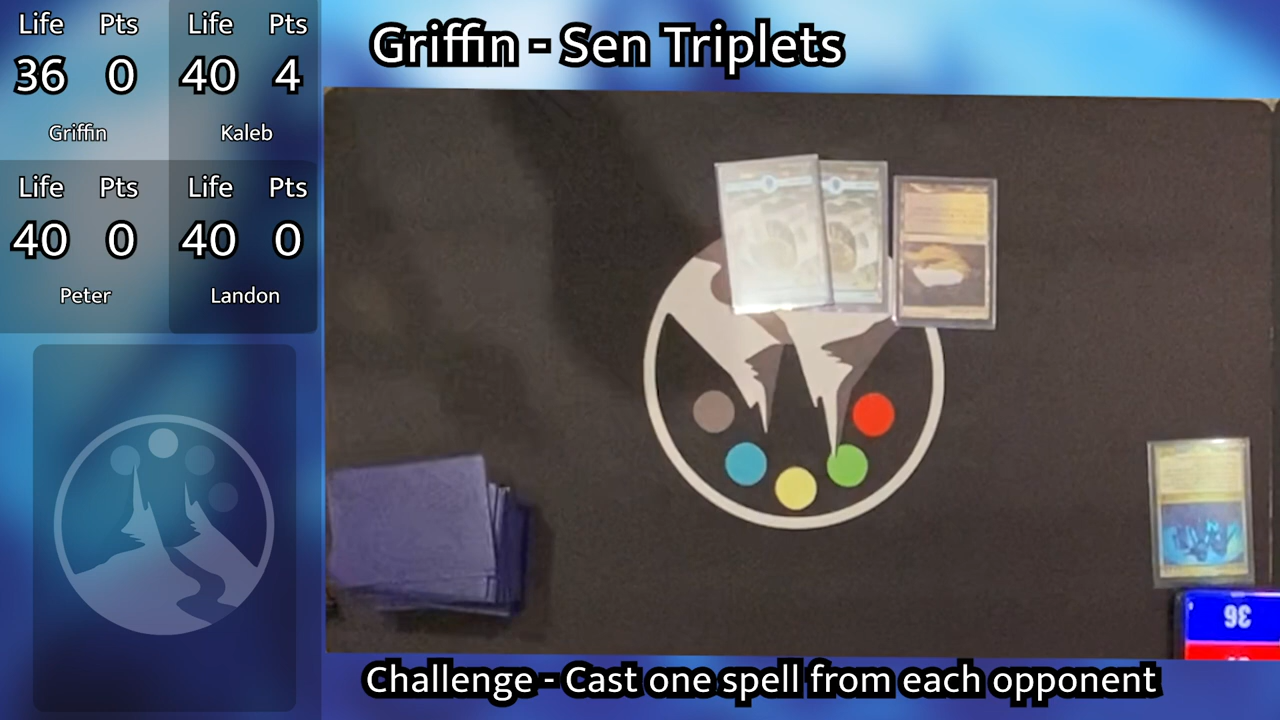 Griffin - Sen Triplets
Life Pts Life Pts
36 0 40 4
Griffin Kaleb
Life Pts Life Pts
40 0 40 0
Peter Landon
36
Challenge - Cast one spell from each opponent